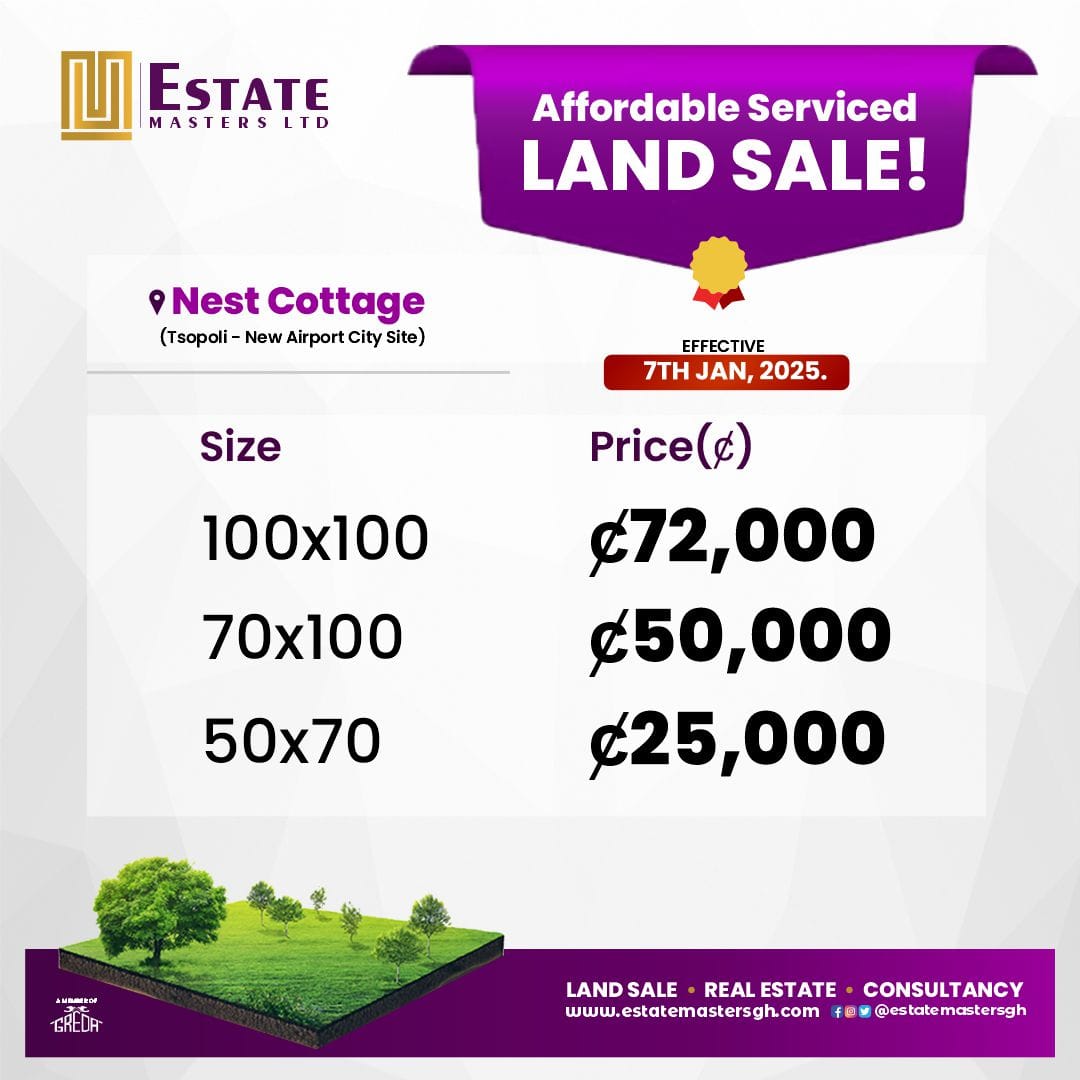 ESTATE
MASTERS LTD
Affordable Serviced
LAND SALE!
Nest Cottage
(Tsopoli - New Airport City Site)
EFFECTIVE
7TH JAN, 2025.
Size
Price(₵)
100x100
₵72,000
70x100
₵50,000
50x70
₵25,000
A MEMBER OF
GREDA
LAND SALE • REAL ESTATE • CONSULTANCY
www.estatemastersgh.com @estatemastersgh